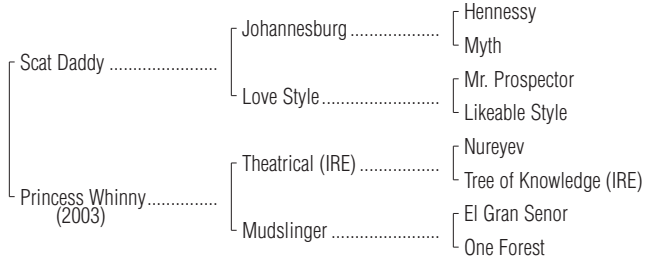 Hennessy
Johannesburg ....................
Myth
Scat Daddy ........................
Mr. Prospector
Love Style..........................
Likeable Style
Nureyev
Theatrical (IRE) ..................
Tree of Knowledge (IRE)
Princess Whinny...............
(2003)
El Gran Senor
Mudslinger ........................
One Forest